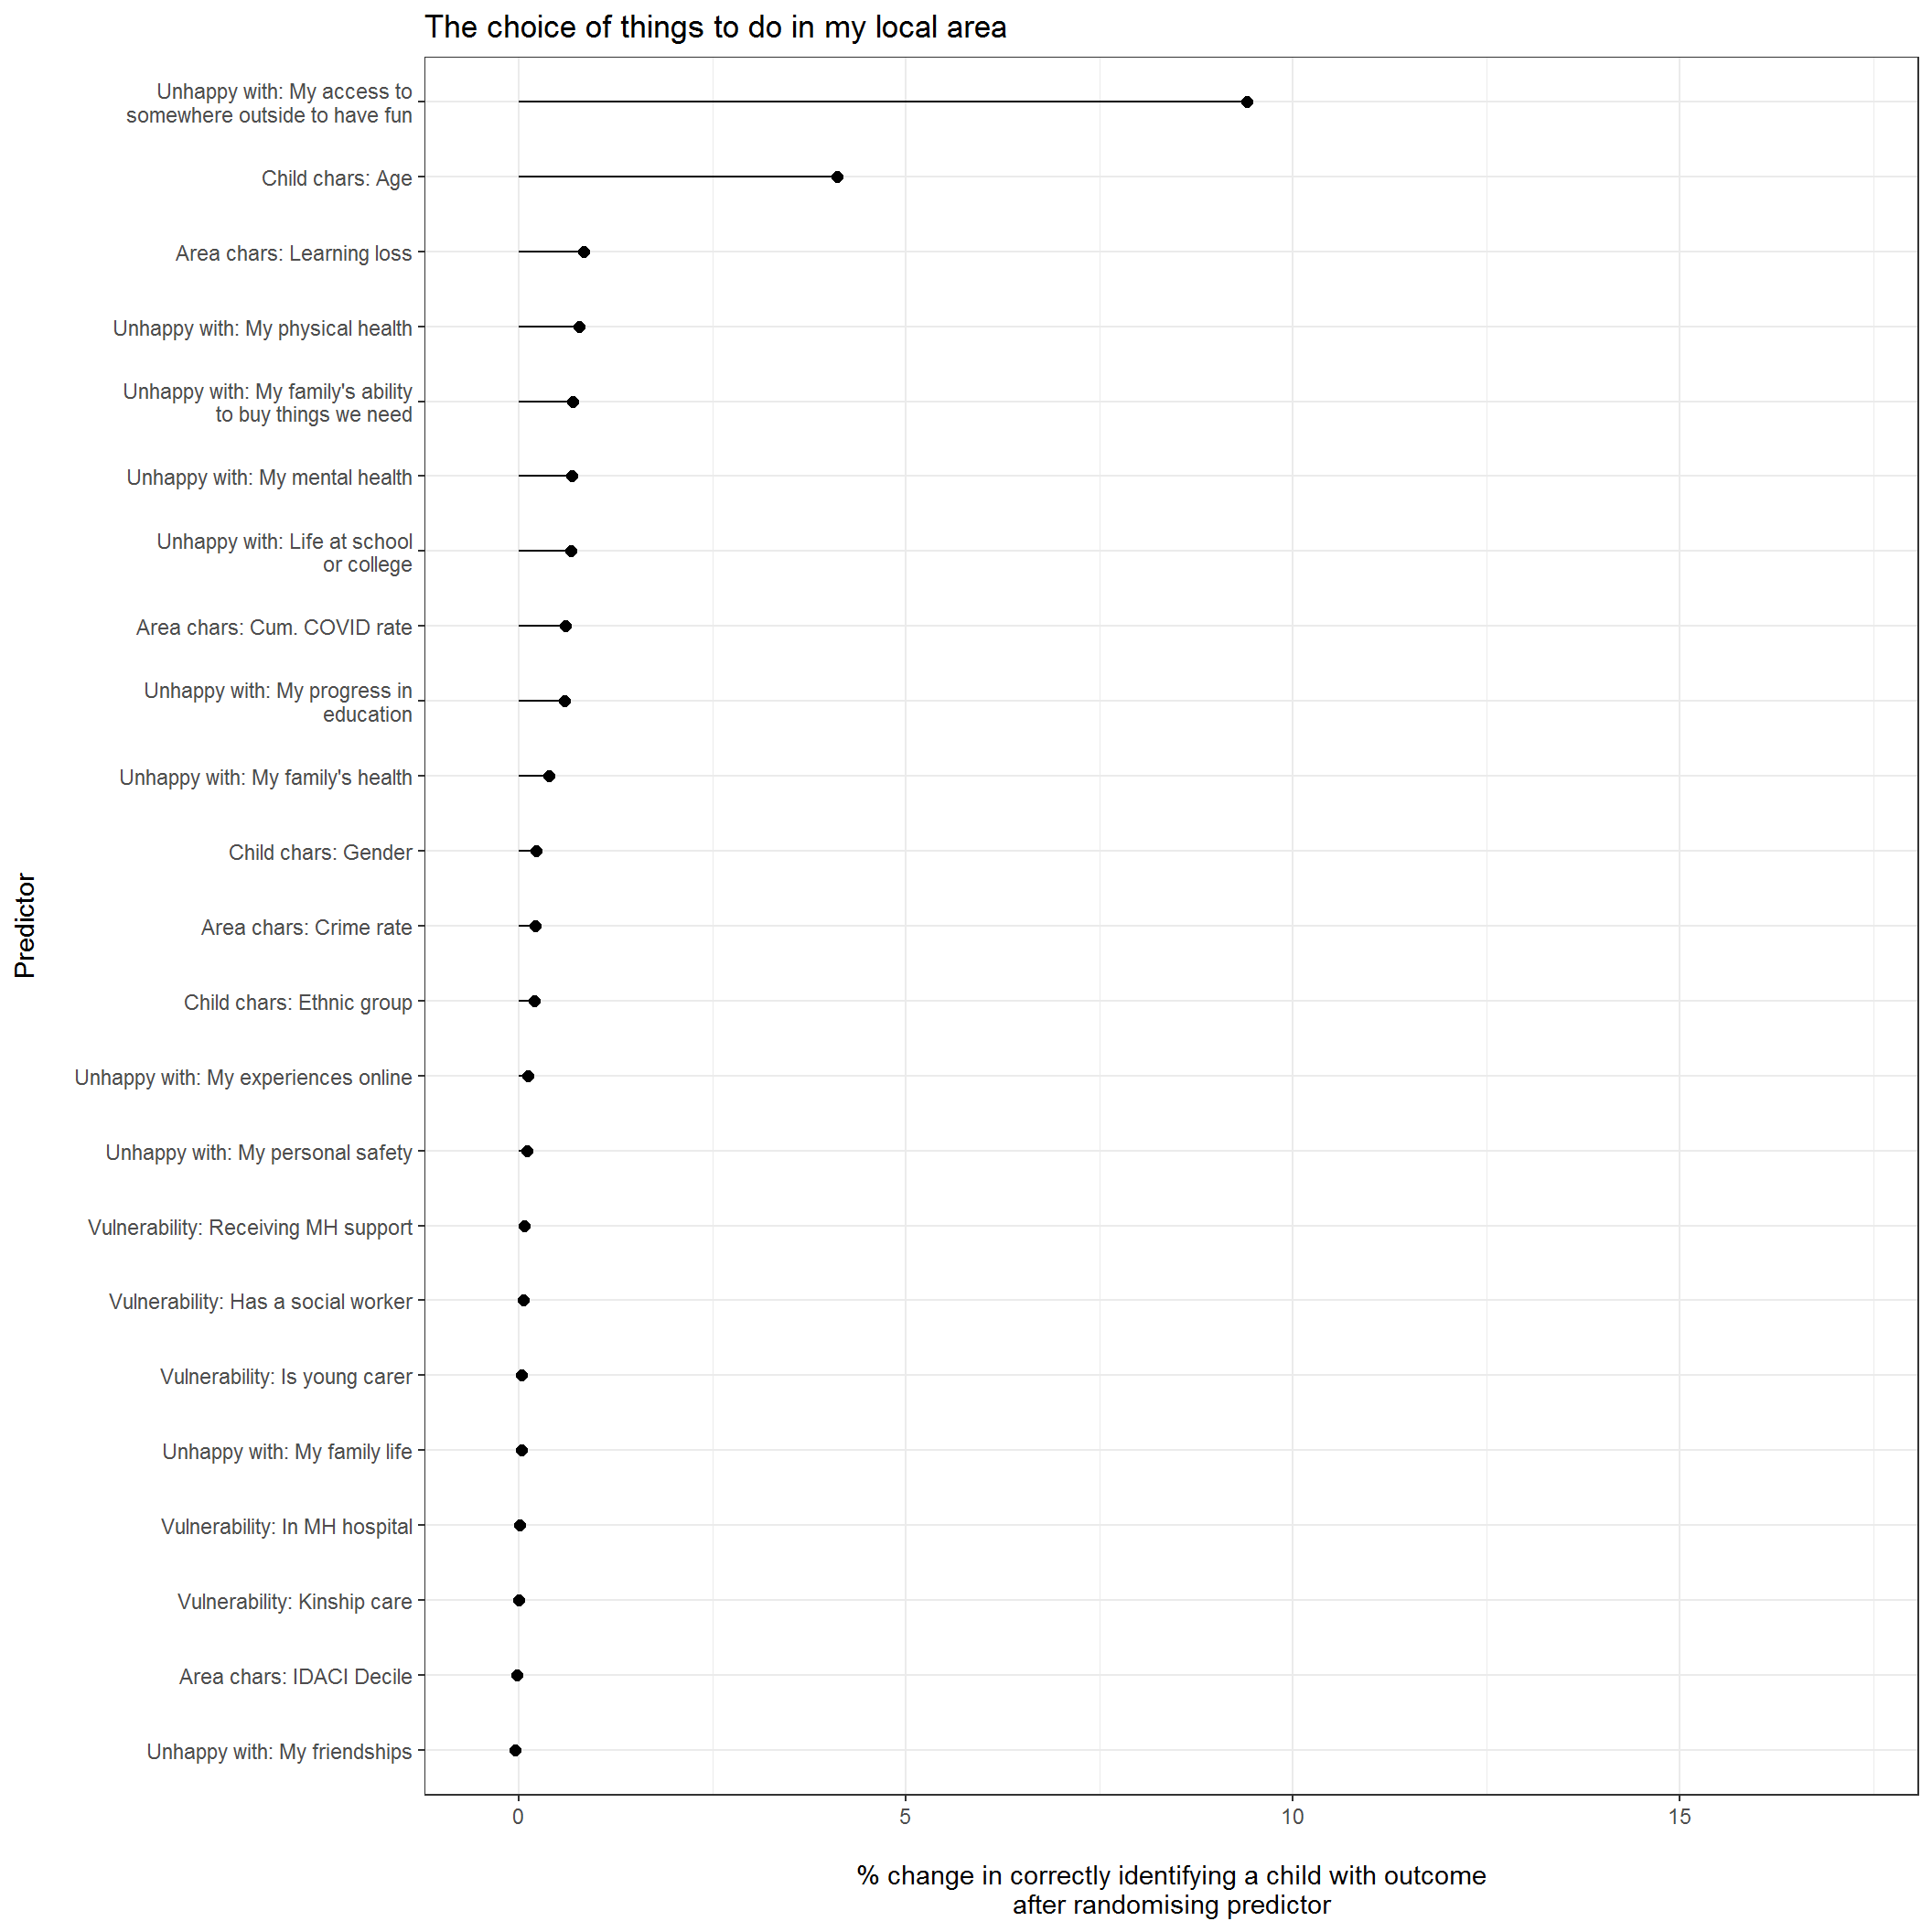 The choice of things to do in my local area
Unhappy with: My access to
somewhere outside to have fun
Child chars: Age
Area chars: Learning loss
Unhappy with: My physical health
Unhappy with: My family's ability
to buy things we need
Unhappy with: My mental health
Unhappy with: Life at school
or college
Area chars: Cum. COVID rate
Unhappy with: My progress in
education
Unhappy with: My family's health
Child chars: Gender
Area chars: Crime rate
Child chars: Ethnic group
Unhappy with: My experiences online
Unhappy with: My personal safety
Vulnerability: Receiving MH support
Vulnerability: Has a social worker
Vulnerability: Is young carer
Unhappy with: My family life
Vulnerability: In MH hospital
Vulnerability: Kinship care
Area chars: IDACI Decile
Unhappy with: My friendships
Predictor
0 5 10 15
% change in correctly identifying a child with outcome
after randomising predictor